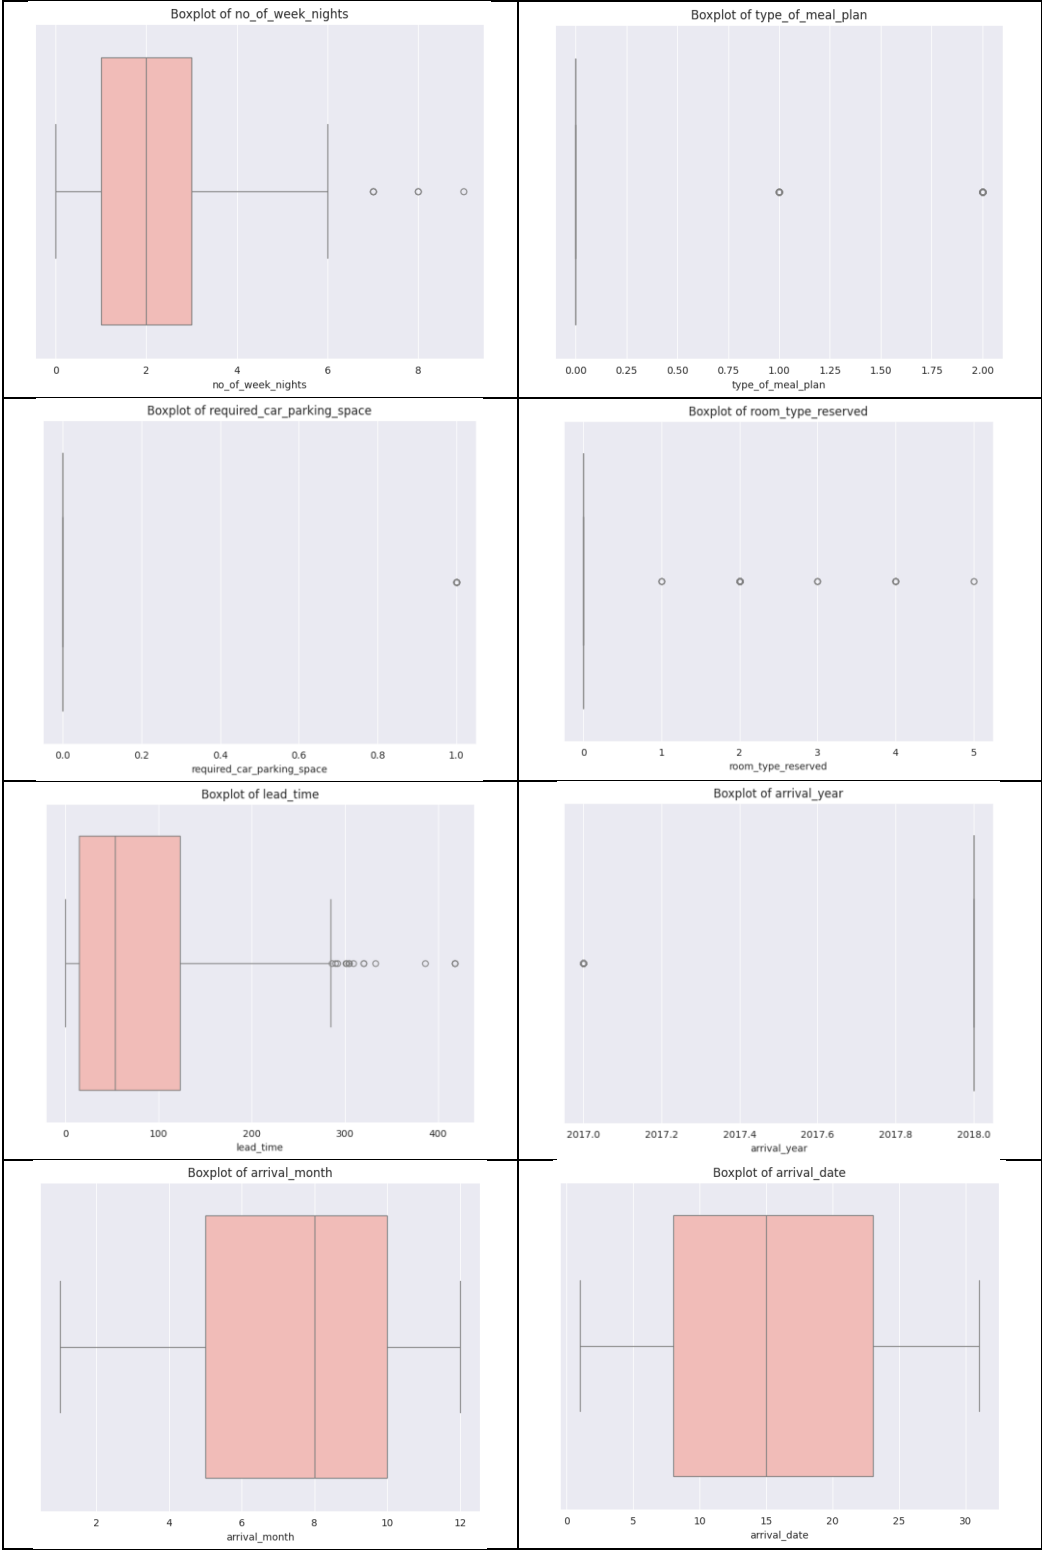 Boxplot of no_of_week_nights
0 2 4 6 8
no_of_week_nights
Boxplot of type_of_meal_plan
0.00 0.25 0.50 0.75 1.00 1.25 1.50 1.75 2.00
type_of_meal_plan
Boxplot of required_car_parking_space
0.0 0.2 0.4 0.6 0.8 1.0
required_car_parking_space
Boxplot of room_type_reserved
0 1 2 3 4 5
room_type_reserved
Boxplot of lead_time
0 100 200 300 400
lead_time
Boxplot of arrival_year
2017.0 2017.2 2017.4 2017.6 2017.8 2018.0
arrival_year
Boxplot of arrival_month
2 4 6 8 10 12
arrival_month
Boxplot of arrival_date
0 5 10 15 20 25 30
arrival_date